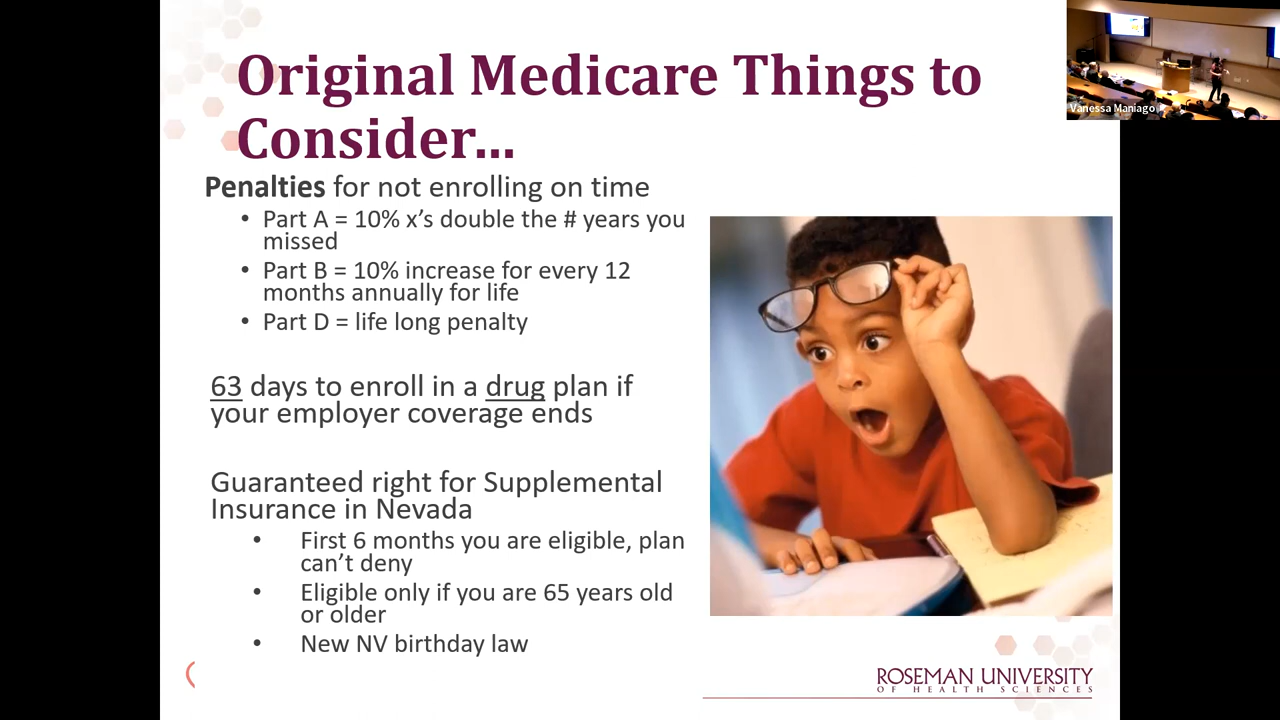 Original Medicare Things to
Consider...
Penalties for not enrolling on time
• Part A = 10% x’s double the # years you
missed
• Part B = 10% increase for every 12
months annually for life
• Part D = life long penalty
63 days to enroll in a drug plan if
your employer coverage ends
Guaranteed right for Supplemental
Insurance in Nevada
• First 6 months you are eligible, plan
can’t deny
• Eligible only if you are 65 years old
or older
• New NV birthday law
Vanessa Maniago
ROSEMAN UNIVERSITY
OF HEALTH SCIENCES